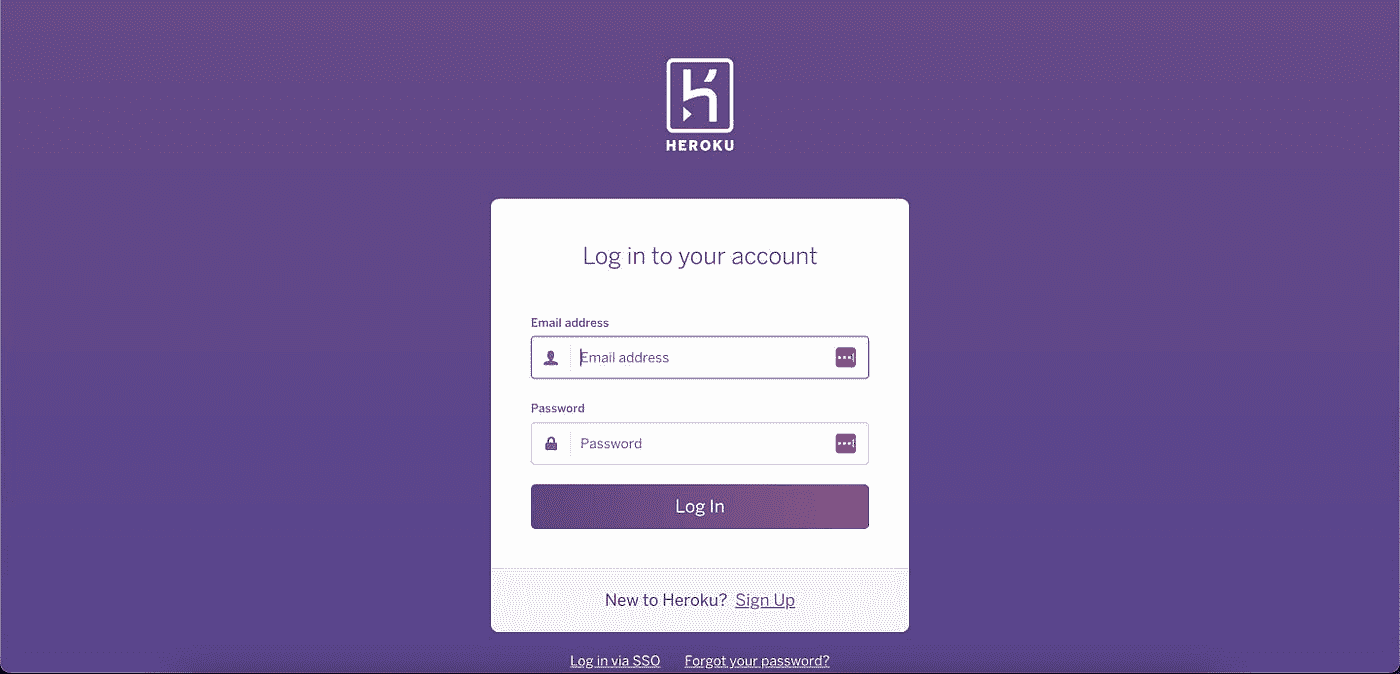 HEROKU
Log in to your account
Email address
Email address
Password
Password
Log In
New to Heroku? Sign Up
Log in via SSO Forgot your password?